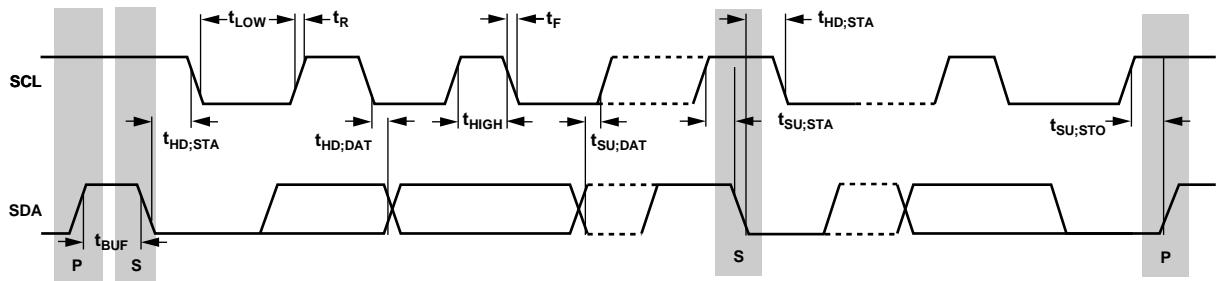 tLOW tR tF tHD;STA
SCL
tHD;STA tHD;DAT tHIGH tSU;DAT tSU;STA tSU;STO
SDA
tBUF
P S S P